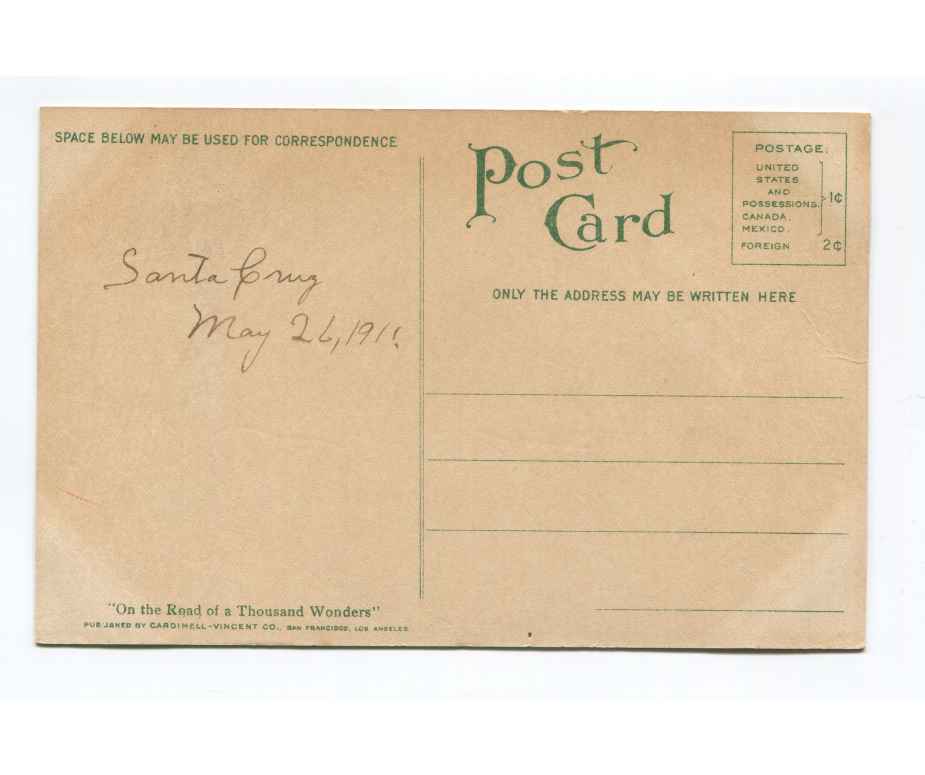 SPACE BELOW MAY BE USED FOR CORRESPONDENCE
Santa Cruz
May 26, 1911
"On the Road of a Thousand Wonders"
PUBLISHED BY CARDINELL-VINCENT CO., SAN FRANCISCO, LOS ANGELES
Post
Card
POSTAGE:
UNITED
STATES
AND
POSSESSIONS.
CANADA.
MEXICO.
1¢
FOREIGN 2¢
ONLY THE ADDRESS MAY BE WRITTEN HERE